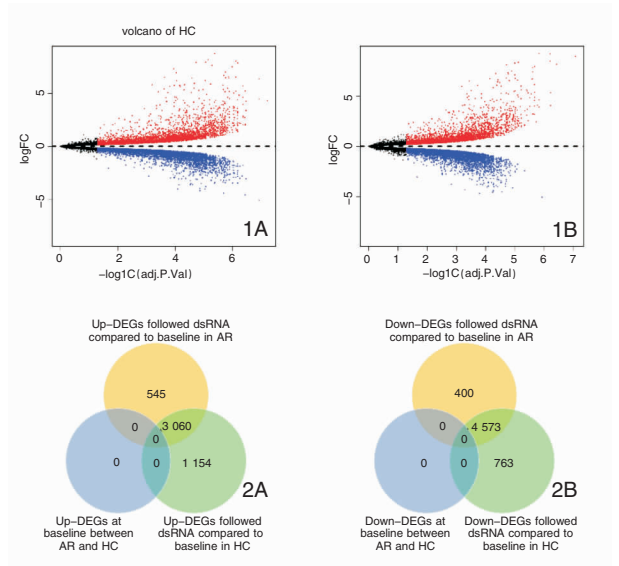 volcano of HC
5
0
−5
logFC
0 2 4 6
−log1C(adj.P.Val)
1A
5
0
−5
logFC
0 1 2 3 4 5 6 7
−log1C(adj.P.Val)
1B
Up−DEGs followed dsRNA
compared to baseline in AR
545
0
3 060
0
0
0
1 154
2A
Up−DEGs at
baseline between
AR and HC
Up−DEGs followed
dsRNA compared to
baseline in HC
Down−DEGs followed dsRNA
compared to baseline in AR
400
0
4 573
0
0
0
763
2B
Down−DEGs at
baseline between
AR and HC
Down−DEGs followed
dsRNA compared to
baseline in HC